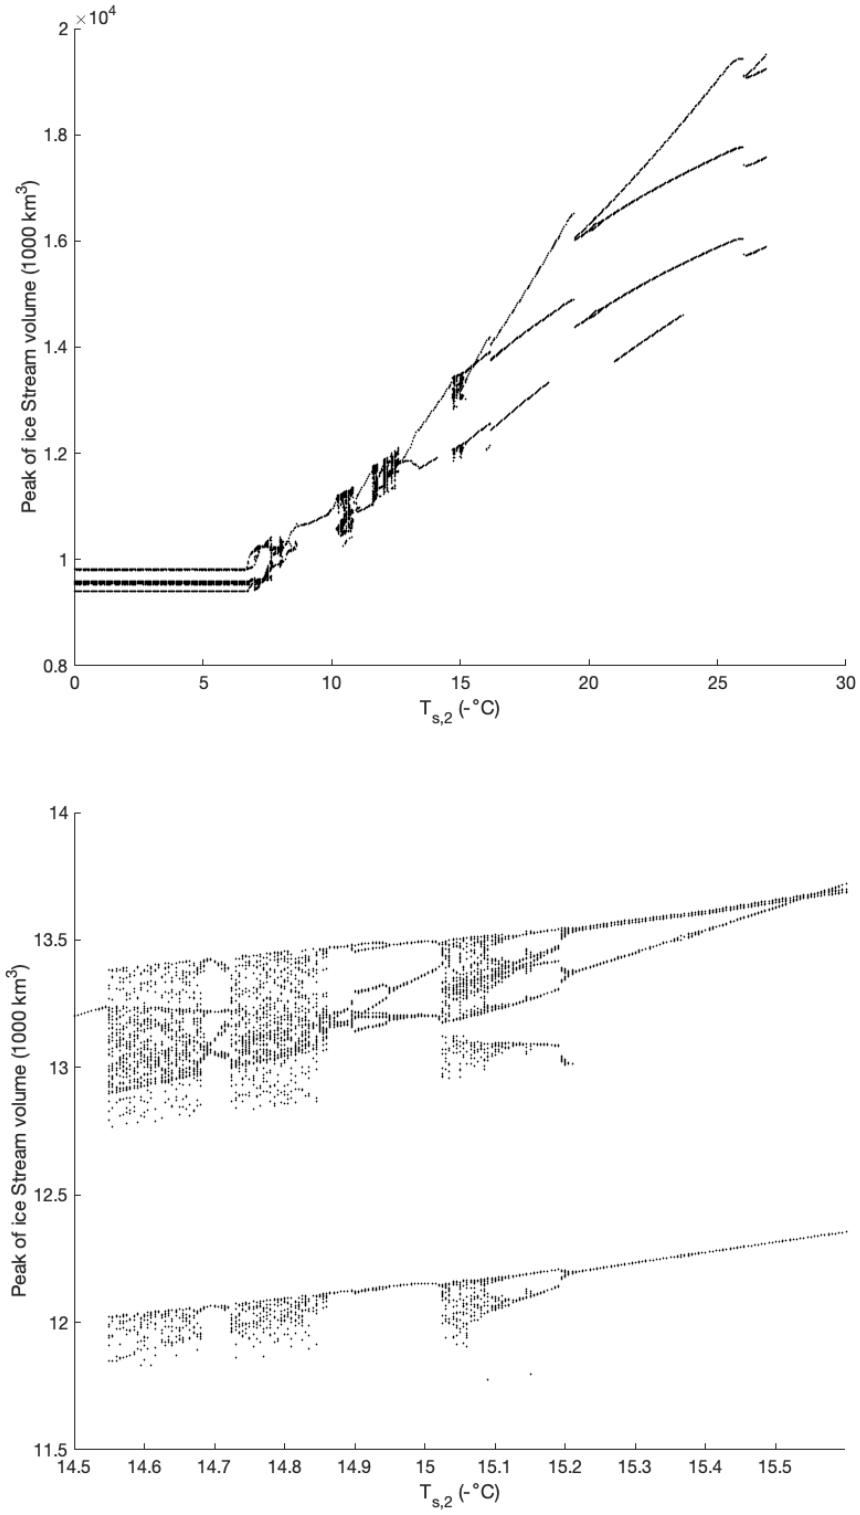 ×10⁴
2
1.8
1.6
1.4
1.2
1
0.8
Peak of ice Stream volume (1000 km³)
0 5 10 15 20 25 30
Tₛ,₂ (-°C)
14
13.5
13
12.5
12
11.5
Peak of ice Stream volume (1000 km³)
14.5 14.6 14.7 14.8 14.9 15 15.1 15.2 15.3 15.4 15.5
Tₛ,₂ (-°C)